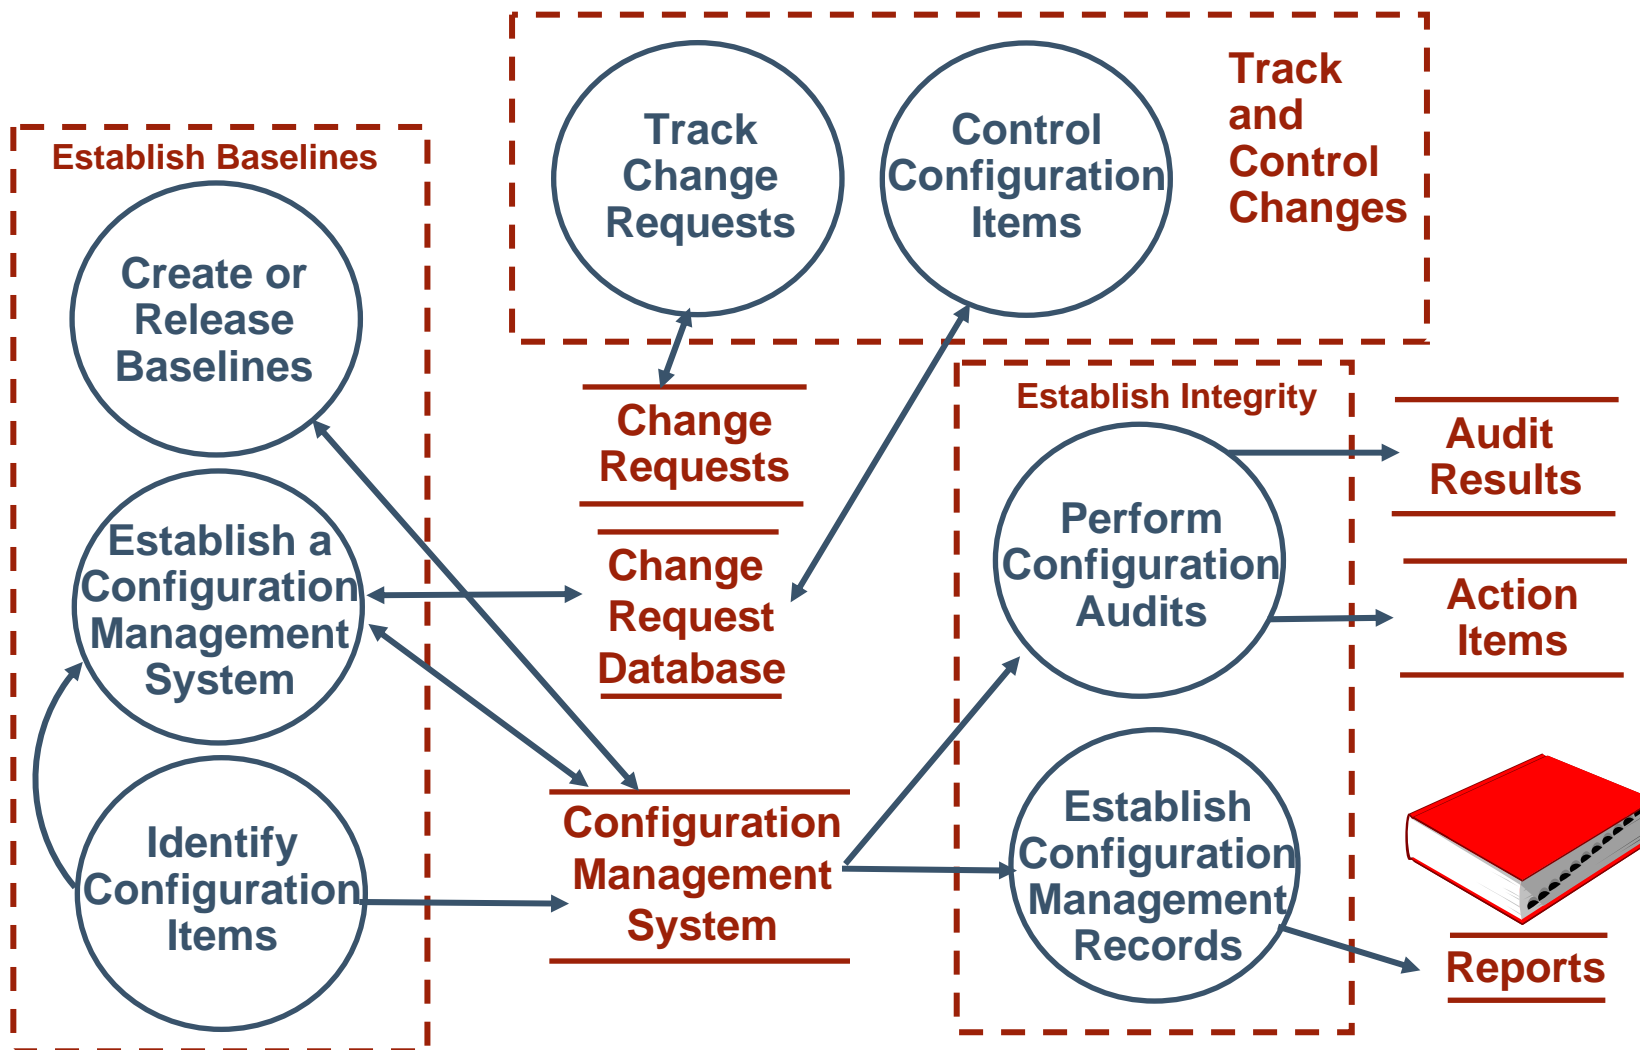 Establish Baselines
Create or
Release
Baselines
Establish a
Configuration
Management
System
Identify
Configuration
Items
Track
Change
Requests
Control
Configuration
Items
Track
and
Control
Changes
Change
Requests
Change
Request
Database
Configuration
Management
System
Establish Integrity
Perform
Configuration
Audits
Establish
Configuration
Management
Records
Audit
Results
Action
Items
Reports